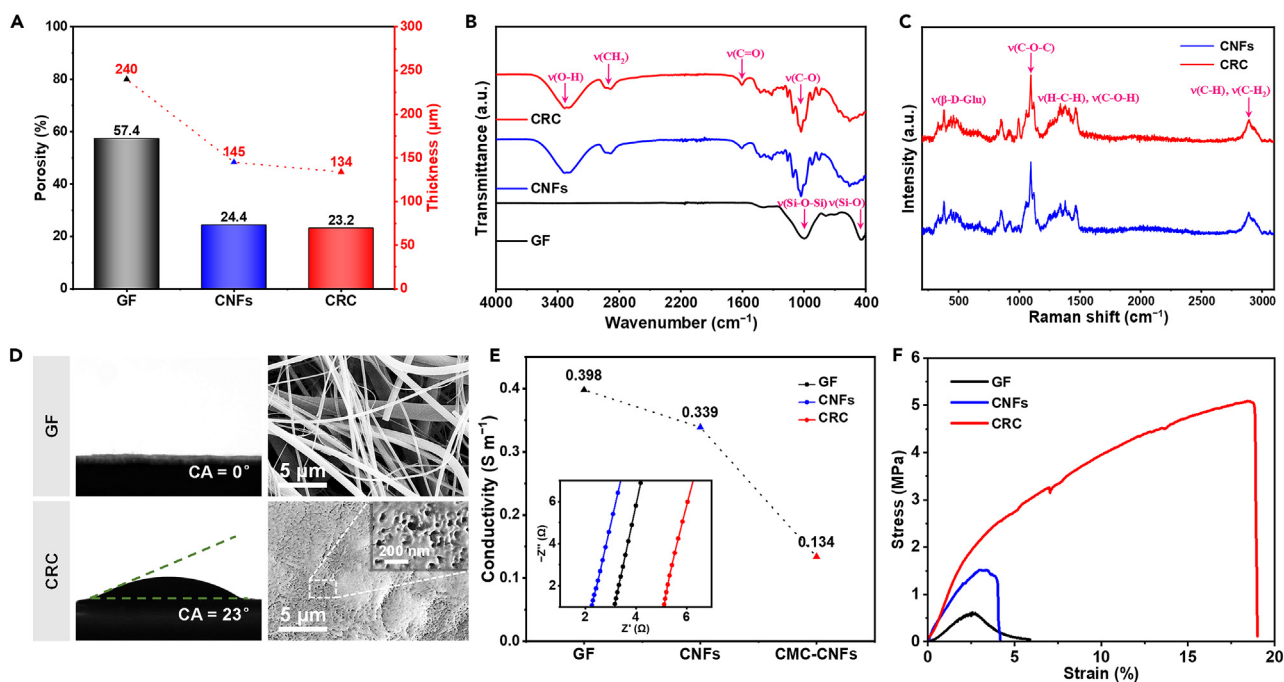 A
Porosity (%)
100
80
60
40
20
0
240
57.4
145
24.4
134
23.2
GF
CNFs
CRC
300
250
200
150
100
50
0
Thickness (μm)
B
Transmittance (a.u.)
ν(O-H)
ν(CH2)
ν(C=O)
ν(C-O)
CRC
CNFs
ν(Si-O-Si)
ν(Si-O)
GF
4000
3400
2800
2200
1600
1000
400
Wavenumber (cm−1)
C
Intensity (a.u.)
ν(C-O-C)
CNFs
CRC
ν(β-D-Glu)
ν(H-C-H), ν(C-O-H)
ν(C-H), ν(C-H2)
500
1000
1500
2000
2500
3000
Raman shift (cm−1)
D
GF
CA = 0°
5 μm
CRC
CA = 23°
200 nm
5 μm
E
Conductivity (S m−1)
0.4
0.3
0.2
0.1
0.0
0.398
0.339
0.134
GF
CNFs
CRC
−Z'' (Ω)
6
4
2
2
4
6
Z' (Ω)
GF
CNFs
CMC-CNFs
F
Stress (MPa)
6
5
4
3
2
1
0
GF
CNFs
CRC
0
5
10
15
20
Strain (%)